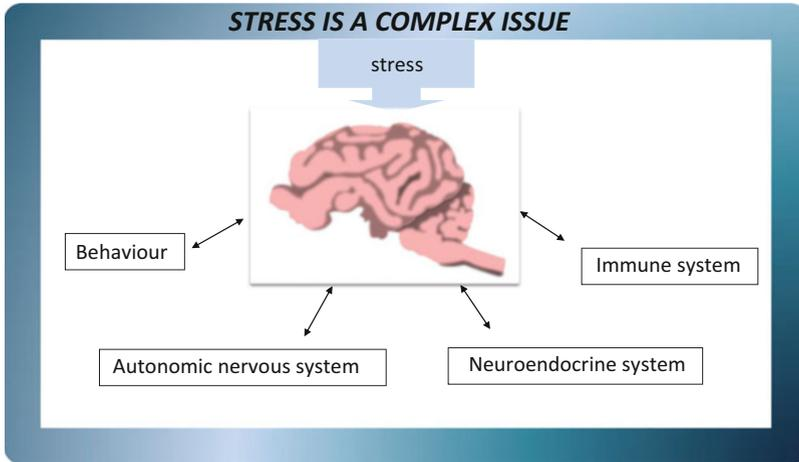 STRESS IS A COMPLEX ISSUE
stress
Behaviour
Immune system
Autonomic nervous system
Neuroendocrine system